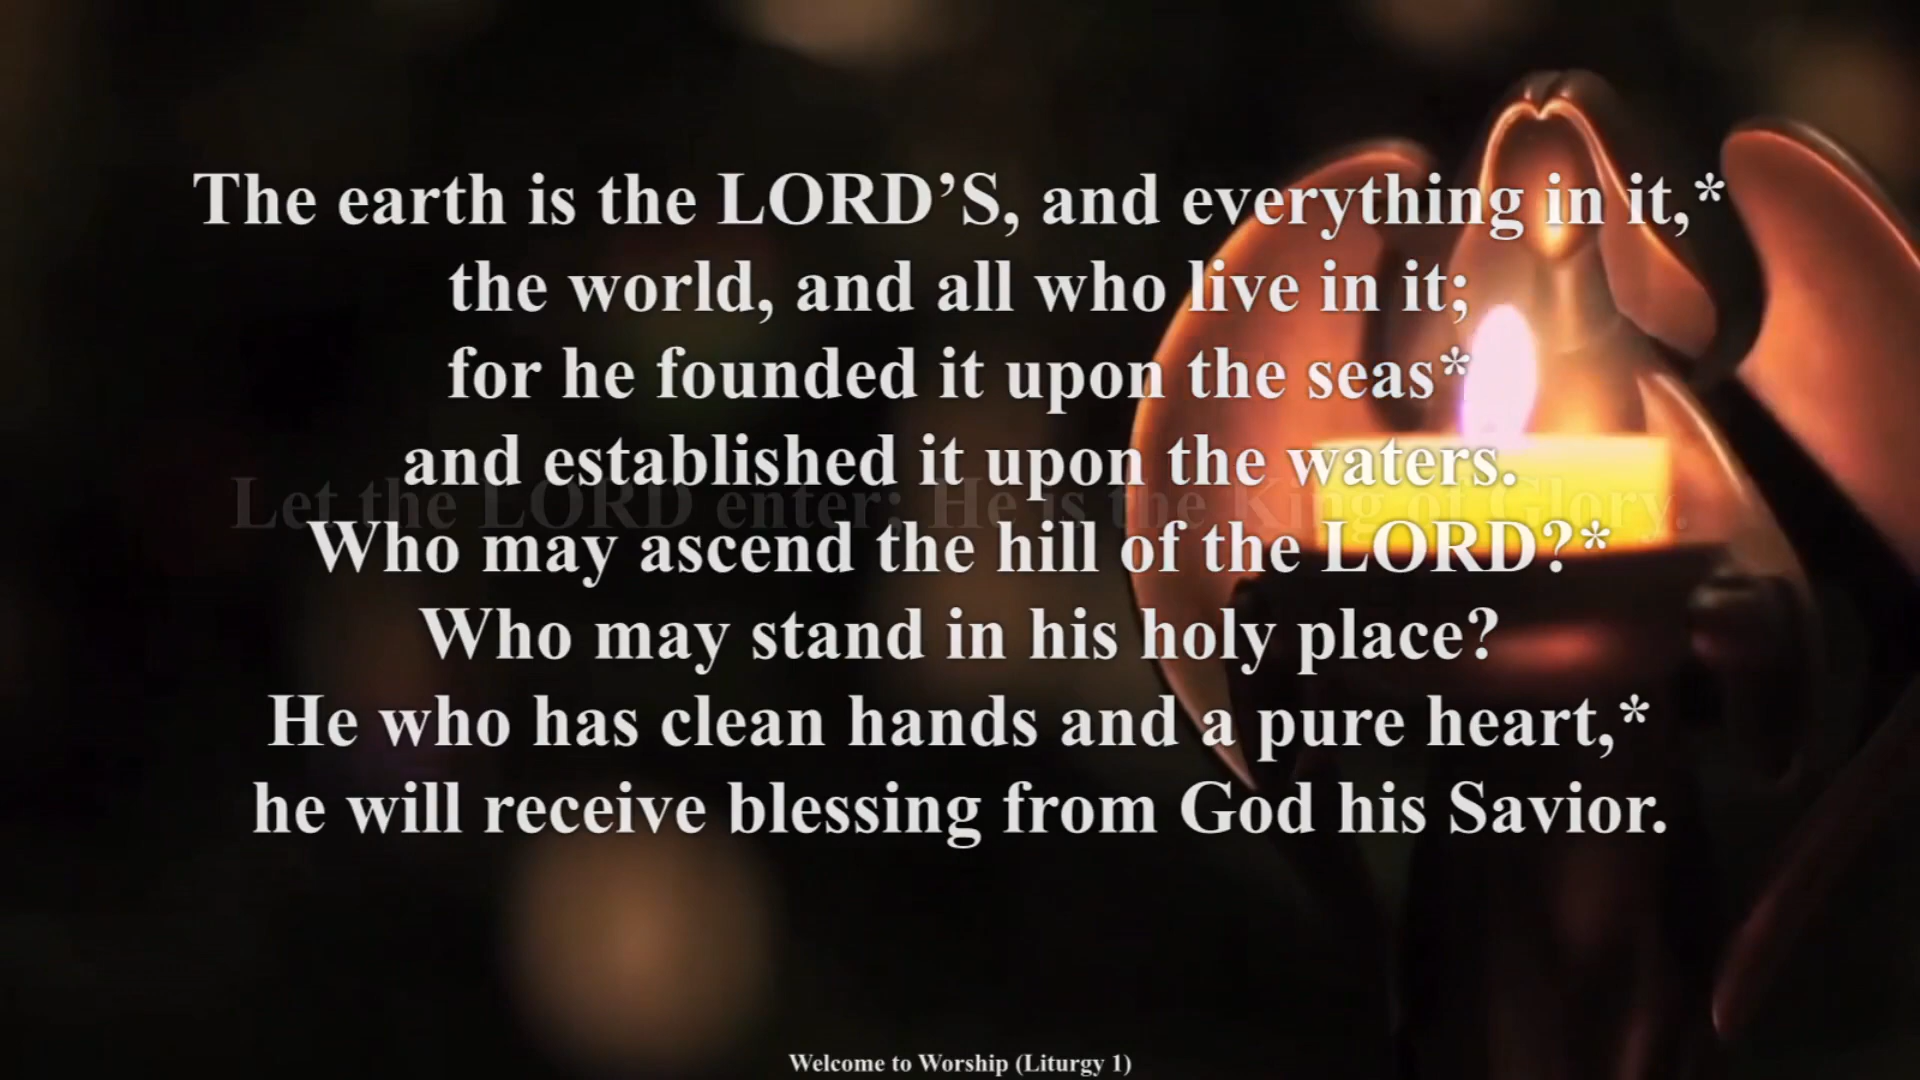 The earth is the LORD’S, and everything in it,*
the world, and all who live in it;
for he founded it upon the seas*
and established it upon the waters.
Let the LORD enter; He is the King of Glory.
Who may ascend the hill of the LORD?*
Who may stand in his holy place?
He who has clean hands and a pure heart,*
he will receive blessing from God his Savior.
Welcome to Worship (Liturgy 1)